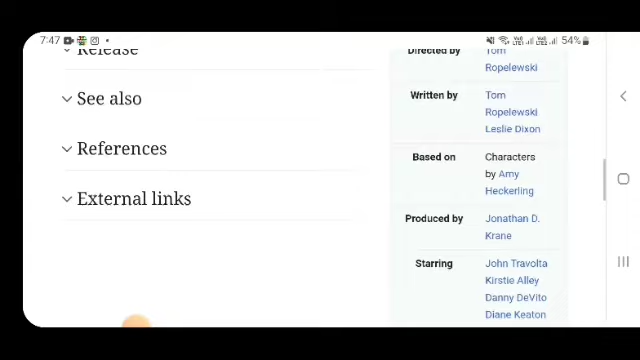 7:47 54%
Release
See also
References
External links
Directed by Tom
Ropelewski
Written by Tom
Ropelewski
Leslie Dixon
Based on Characters
by Amy
Heckerling
Produced by Jonathan D.
Krane
Starring John Travolta
Kirstie Alley
Danny DeVito
Diane Keaton